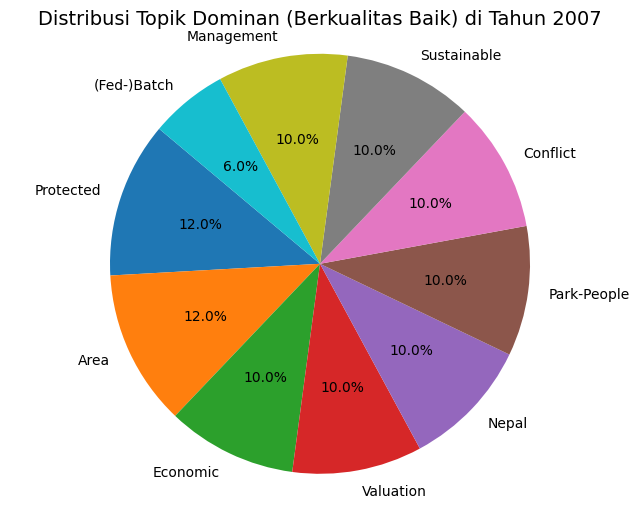 Distribusi Topik Dominan (Berkualitas Baik) di Tahun 2007
Management
Sustainable
(Fed-)Batch
Conflict
10.0%
10.0%
6.0%
Protected
12.0%
10.0%
10.0%
Park-People
12.0%
10.0%
Area
10.0%
10.0%
Nepal
Economic
Valuation